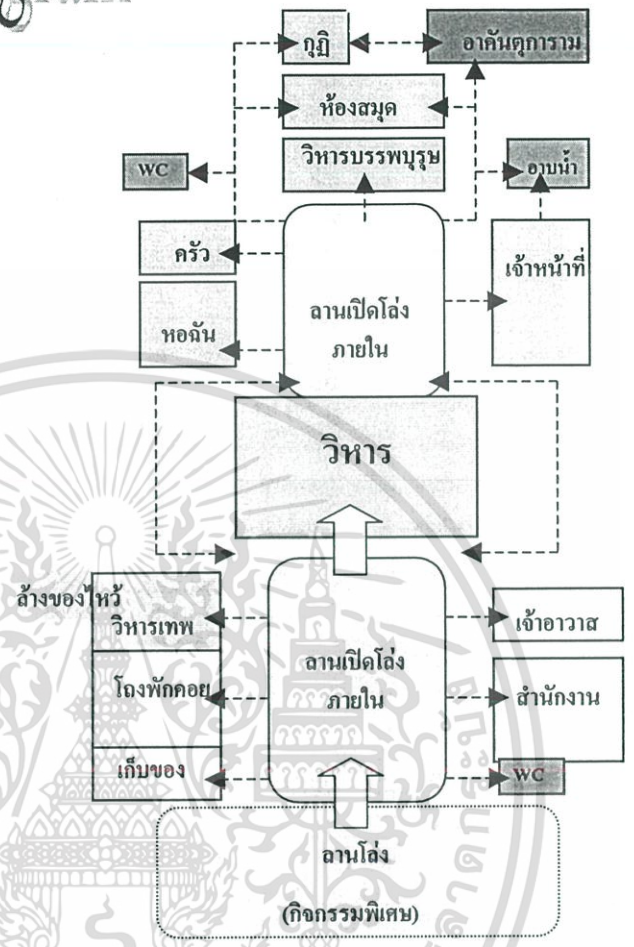 กุฏิ
อาคันตุการาม
ห้องสมุด
วิหารบรรพบุรุษ
WC
อาบน้ำ
ครัว
เจ้าหน้าที่
หอฉัน
ลานเปิดโล่ง
ภายใน
วิหาร
ล้างของไหว้
วิหารเทพ
เจ้าอาวาส
ลานเปิดโล่ง
ภายใน
โถงพักคอย
สำนักงาน
เก็บของ
WC
ลานโล่ง
(กิจกรรมพิเศษ)